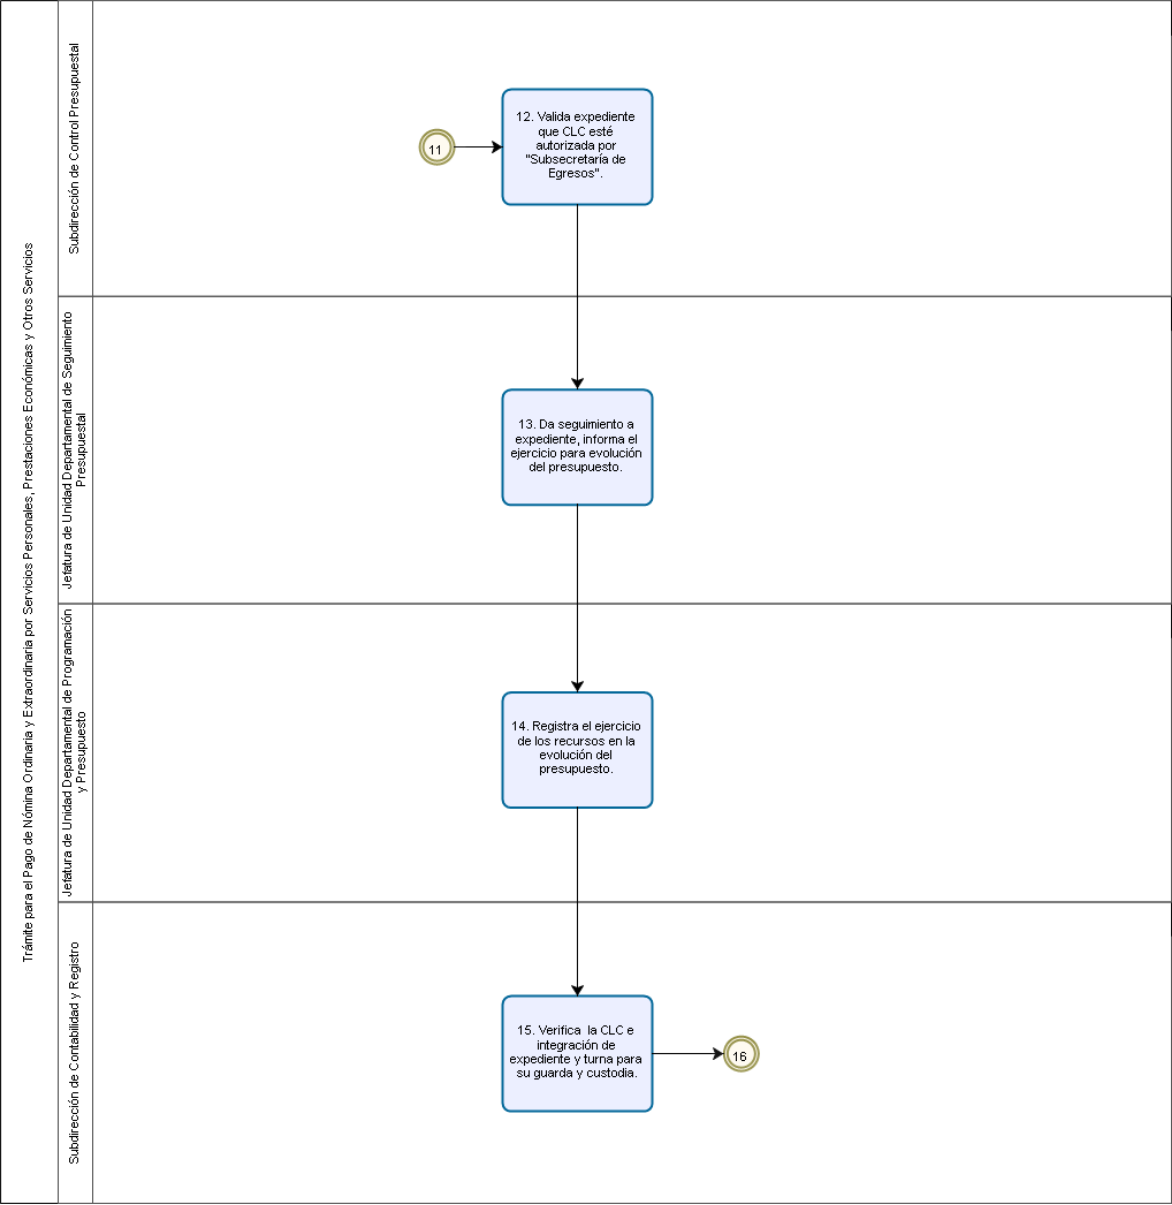 Trámite para el Pago de Nómina Ordinaria y Extraordinaria por Servicios Personales, Prestaciones Económicas y Otros Servicios
Subdirección de Control Presupuestal
11
12. Valida expediente
que CLC esté
autorizada por
"Subsecretaría de
Egresos".
Jefatura de Unidad Departamental de Seguimiento
Presupuestal
13. Da seguimiento a
expediente, informa el
ejercicio para evolución
del presupuesto.
Jefatura de Unidad Departamental de Programación
y Presupuesto
14. Registra el ejercicio
de los recursos en la
evolución del
presupuesto.
Subdirección de Contabilidad y Registro
15. Verifica  la CLC e
integración de
expediente y turna para
su guarda y custodia.
16